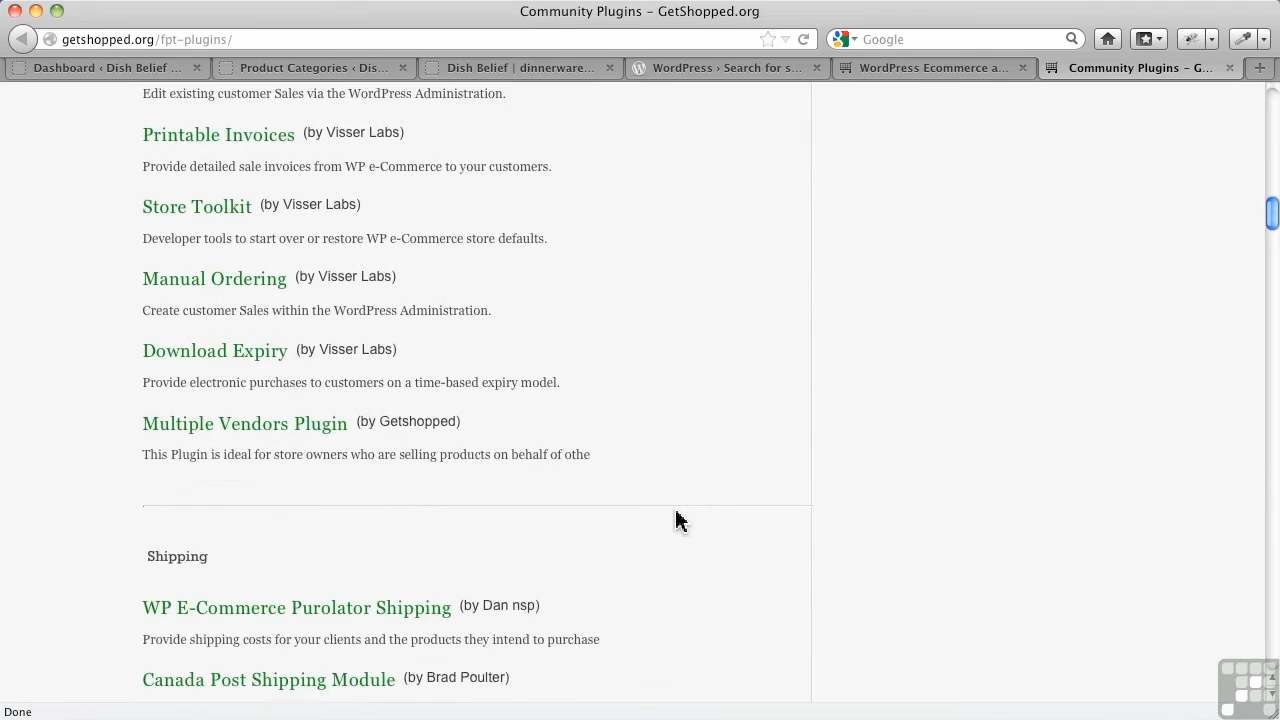 Community Plugins – GetShopped.org
getshopped.org/fpt-plugins/
Google
Dashboard ‹ Dish Belief ...
Product Categories ‹ Dis...
Dish Belief | dinnerware...
WordPress › Search for s...
WordPress Ecommerce a...
Community Plugins – G...
Edit existing customer Sales via the WordPress Administration.
Printable Invoices (by Visser Labs)
Provide detailed sale invoices from WP e-Commerce to your customers.
Store Toolkit (by Visser Labs)
Developer tools to start over or restore WP e-Commerce store defaults.
Manual Ordering (by Visser Labs)
Create customer Sales within the WordPress Administration.
Download Expiry (by Visser Labs)
Provide electronic purchases to customers on a time-based expiry model.
Multiple Vendors Plugin (by Getshopped)
This Plugin is ideal for store owners who are selling products on behalf of othe
Shipping
WP E-Commerce Purolator Shipping (by Dan nsp)
Provide shipping costs for your clients and the products they intend to purchase
Canada Post Shipping Module (by Brad Poulter)
Done